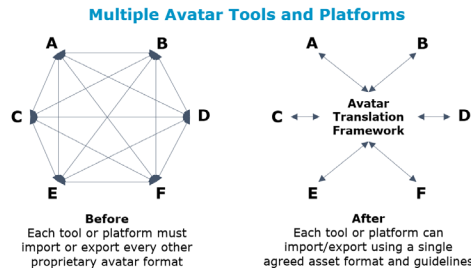 Multiple Avatar Tools and Platforms
A B A B
C D C Avatar Translation Framework D
E F E F
Before After
Each tool or platform must Each tool or platform can
import or export every other import/export using a single
proprietary avatar format agreed asset format and guidelines